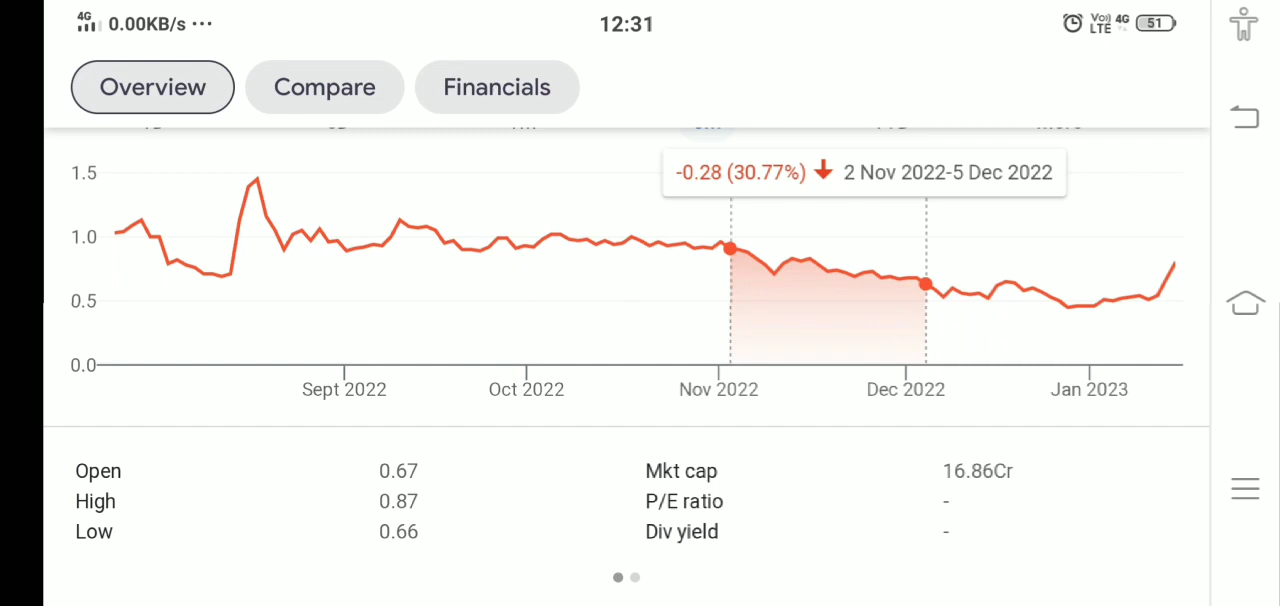 4G 0.00KB/s ... 12:31 Vo) LTE 4G 51
Overview Compare Financials
-0.28 (30.77%) 2 Nov 2022-5 Dec 2022
1.5
1.0
0.5
0.0
Sept 2022 Oct 2022 Nov 2022 Dec 2022 Jan 2023
Open 0.67 Mkt cap 16.86Cr
High 0.87 P/E ratio -
Low 0.66 Div yield -